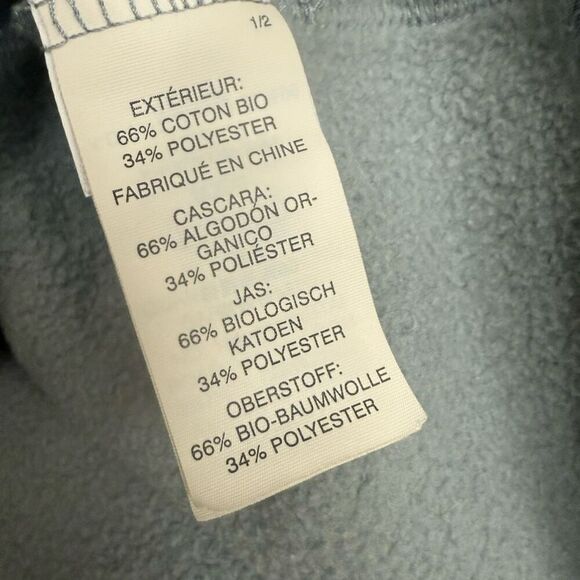 1/2
EXTÉRIEUR:
66% COTON BIO
34% POLYESTER
FABRIQUÉ EN CHINE
CASCARA:
66% ALGODÓN OR-
GANICO
34% POLIÉSTER
JAS:
66% BIOLOGISCH
KATOEN
34% POLYESTER
OBERSTOFF:
66% BIO-BAUMWOLLE
34% POLYESTER